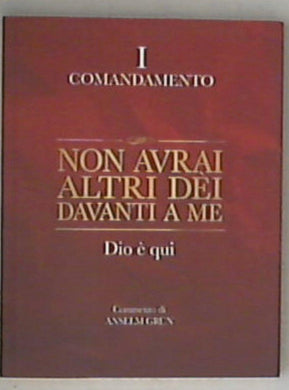 I
COMANDAMENTO
NON AVRAI
ALTRI DÈI
DAVANTI A ME
Dio è qui
Commento di
ANSELM GRÜN